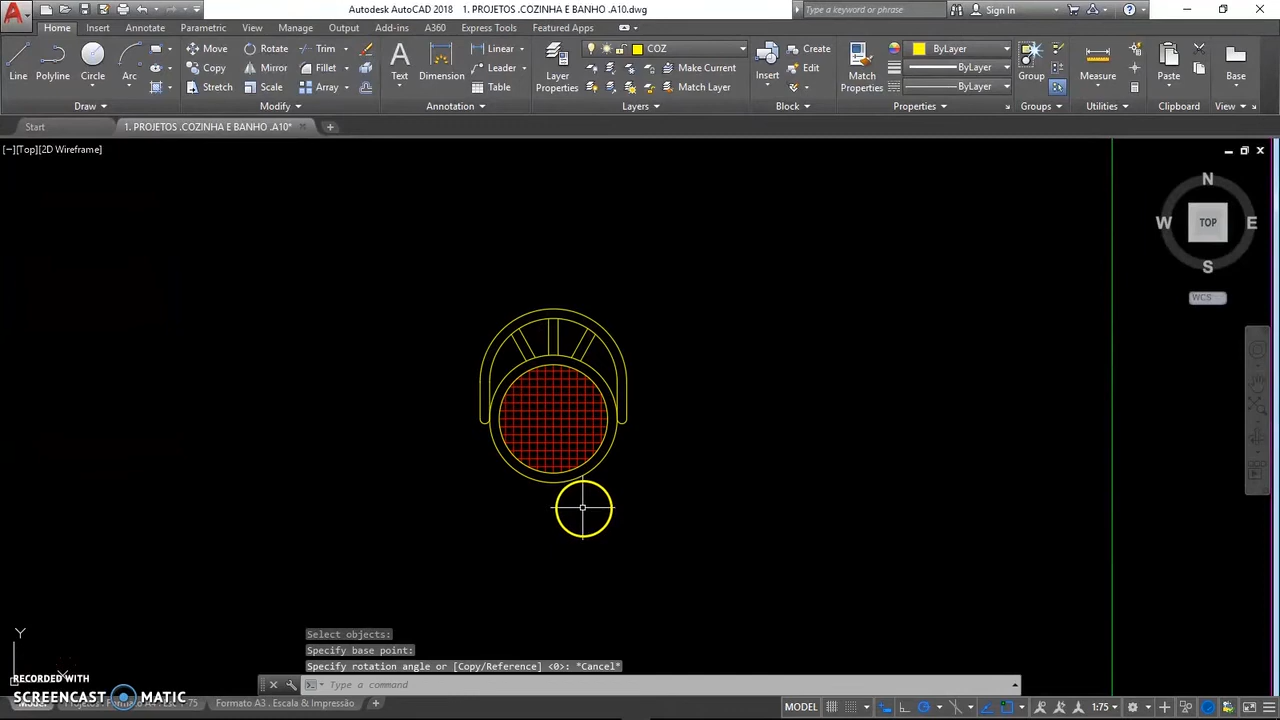 Autodesk AutoCAD 2018 1. PROJETOS .COZINHA E BANHO .A10.dwg
Type a keyword or phrase
Sign In
Home Insert Annotate Parametric View Manage Output Add-ins A360 Express Tools Featured Apps
Line
Polyline
Circle
Arc
Move
Rotate
Trim
Copy
Mirror
Fillet
Stretch
Scale
Array
Text
Dimension
Linear
Leader
Table
Layer
Properties
COZ
Make Current
Match Layer
Insert
Create
Edit
Match
Properties
ByLayer
ByLayer
ByLayer
Group
Measure
Paste
Base
Draw Modify Annotation Layers Block Properties Groups Utilities Clipboard View
Start 1. PROJETOS .COZINHA E BANHO .A10*
[−][Top][2D Wireframe]
N
W TOP E
S
WCS
Y
Select objects:
Specify base point:
Specify rotation angle or [Copy/Reference] <0>: *Cancel*
Type a command
RECORDED WITH
SCREENCAST MATIC
Formato A3 . Escala & Impressão
MODEL
1:75